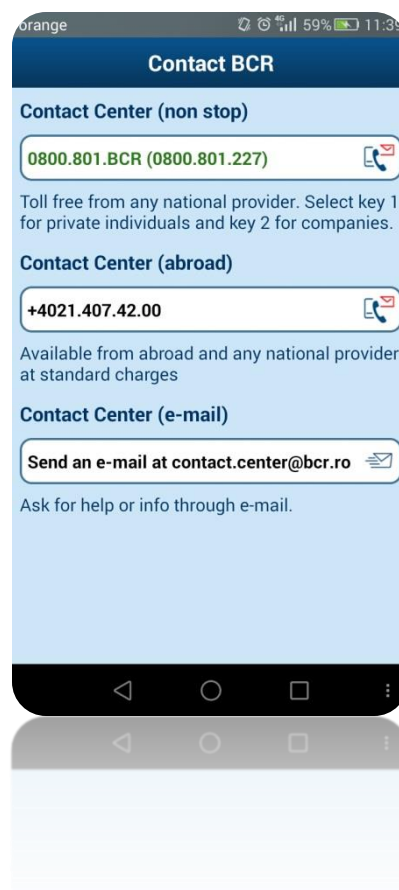 orange 4G 59% 11:39
Contact BCR
Contact Center (non stop)
0800.801.BCR (0800.801.227)
Toll free from any national provider. Select key 1
for private individuals and key 2 for companies.
Contact Center (abroad)
+4021.407.42.00
Available from abroad and any national provider
at standard charges
Contact Center (e-mail)
Send an e-mail at contact.center@bcr.ro
Ask for help or info through e-mail.